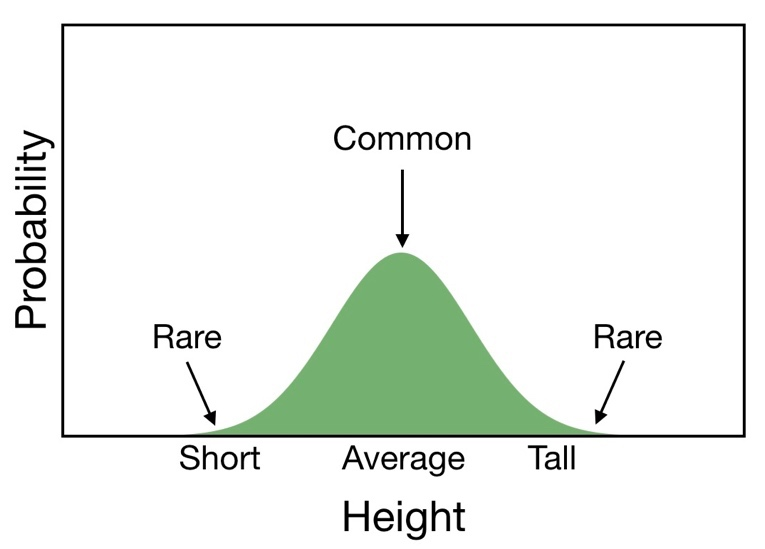 Common
Probability
Rare
Rare
Short
Average
Tall
Height